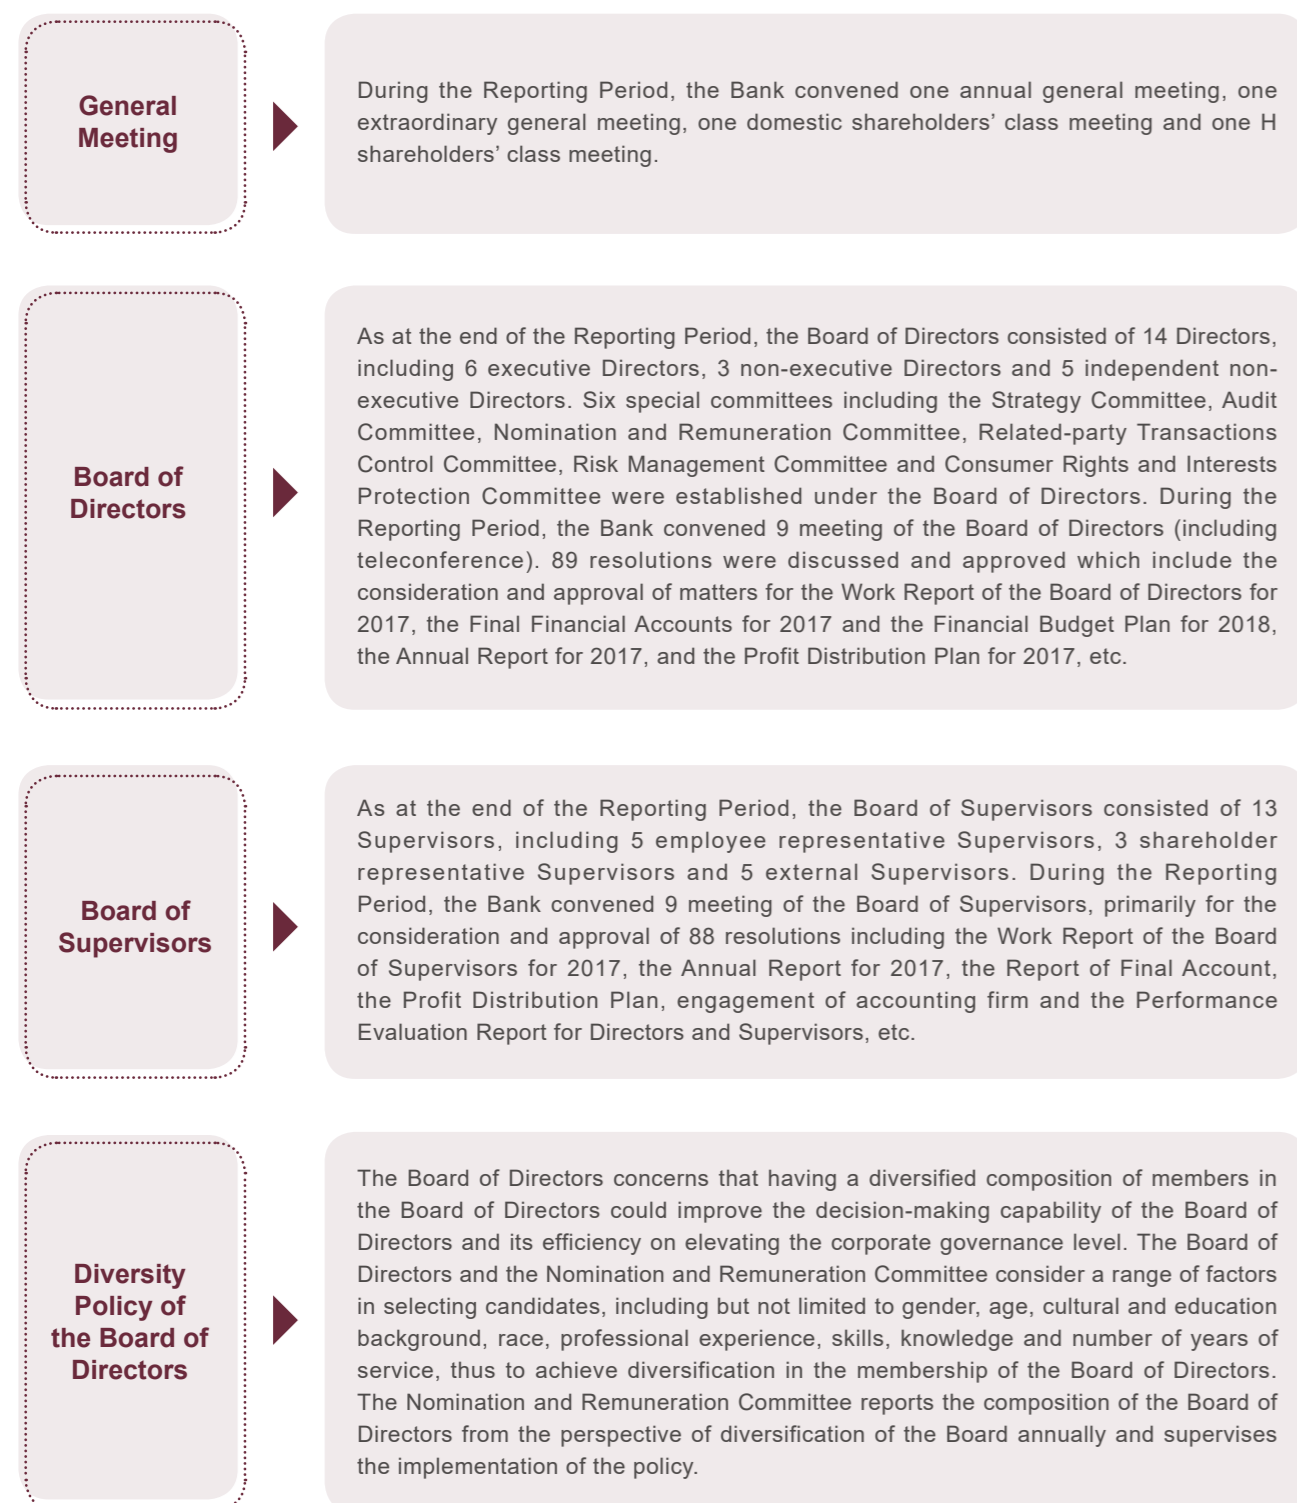 General
Meeting
During the Reporting Period, the Bank convened one annual general meeting, one
extraordinary general meeting, one domestic shareholders’ class meeting and one H
shareholders’ class meeting.
Board of
Directors
As at the end of the Reporting Period, the Board of Directors consisted of 14 Directors,
including 6 executive Directors, 3 non-executive Directors and 5 independent non-
executive Directors. Six special committees including the Strategy Committee, Audit
Committee, Nomination and Remuneration Committee, Related-party Transactions
Control Committee, Risk Management Committee and Consumer Rights and Interests
Protection Committee were established under the Board of Directors. During the
Reporting Period, the Bank convened 9 meeting of the Board of Directors (including
teleconference). 89 resolutions were discussed and approved which include the
consideration and approval of matters for the Work Report of the Board of Directors for
2017, the Final Financial Accounts for 2017 and the Financial Budget Plan for 2018,
the Annual Report for 2017, and the Profit Distribution Plan for 2017, etc.
Board of
Supervisors
As at the end of the Reporting Period, the Board of Supervisors consisted of 13
Supervisors, including 5 employee representative Supervisors, 3 shareholder
representative Supervisors and 5 external Supervisors. During the Reporting
Period, the Bank convened 9 meeting of the Board of Supervisors, primarily for the
consideration and approval of 88 resolutions including the Work Report of the Board
of Supervisors for 2017, the Annual Report for 2017, the Report of Final Account,
the Profit Distribution Plan, engagement of accounting firm and the Performance
Evaluation Report for Directors and Supervisors, etc.
Diversity
Policy of
the Board of
Directors
The Board of Directors concerns that having a diversified composition of members in
the Board of Directors could improve the decision-making capability of the Board of
Directors and its efficiency on elevating the corporate governance level. The Board of
Directors and the Nomination and Remuneration Committee consider a range of factors
in selecting candidates, including but not limited to gender, age, cultural and education
background, race, professional experience, skills, knowledge and number of years of
service, thus to achieve diversification in the membership of the Board of Directors.
The Nomination and Remuneration Committee reports the composition of the Board of
Directors from the perspective of diversification of the Board annually and supervises
the implementation of the policy.